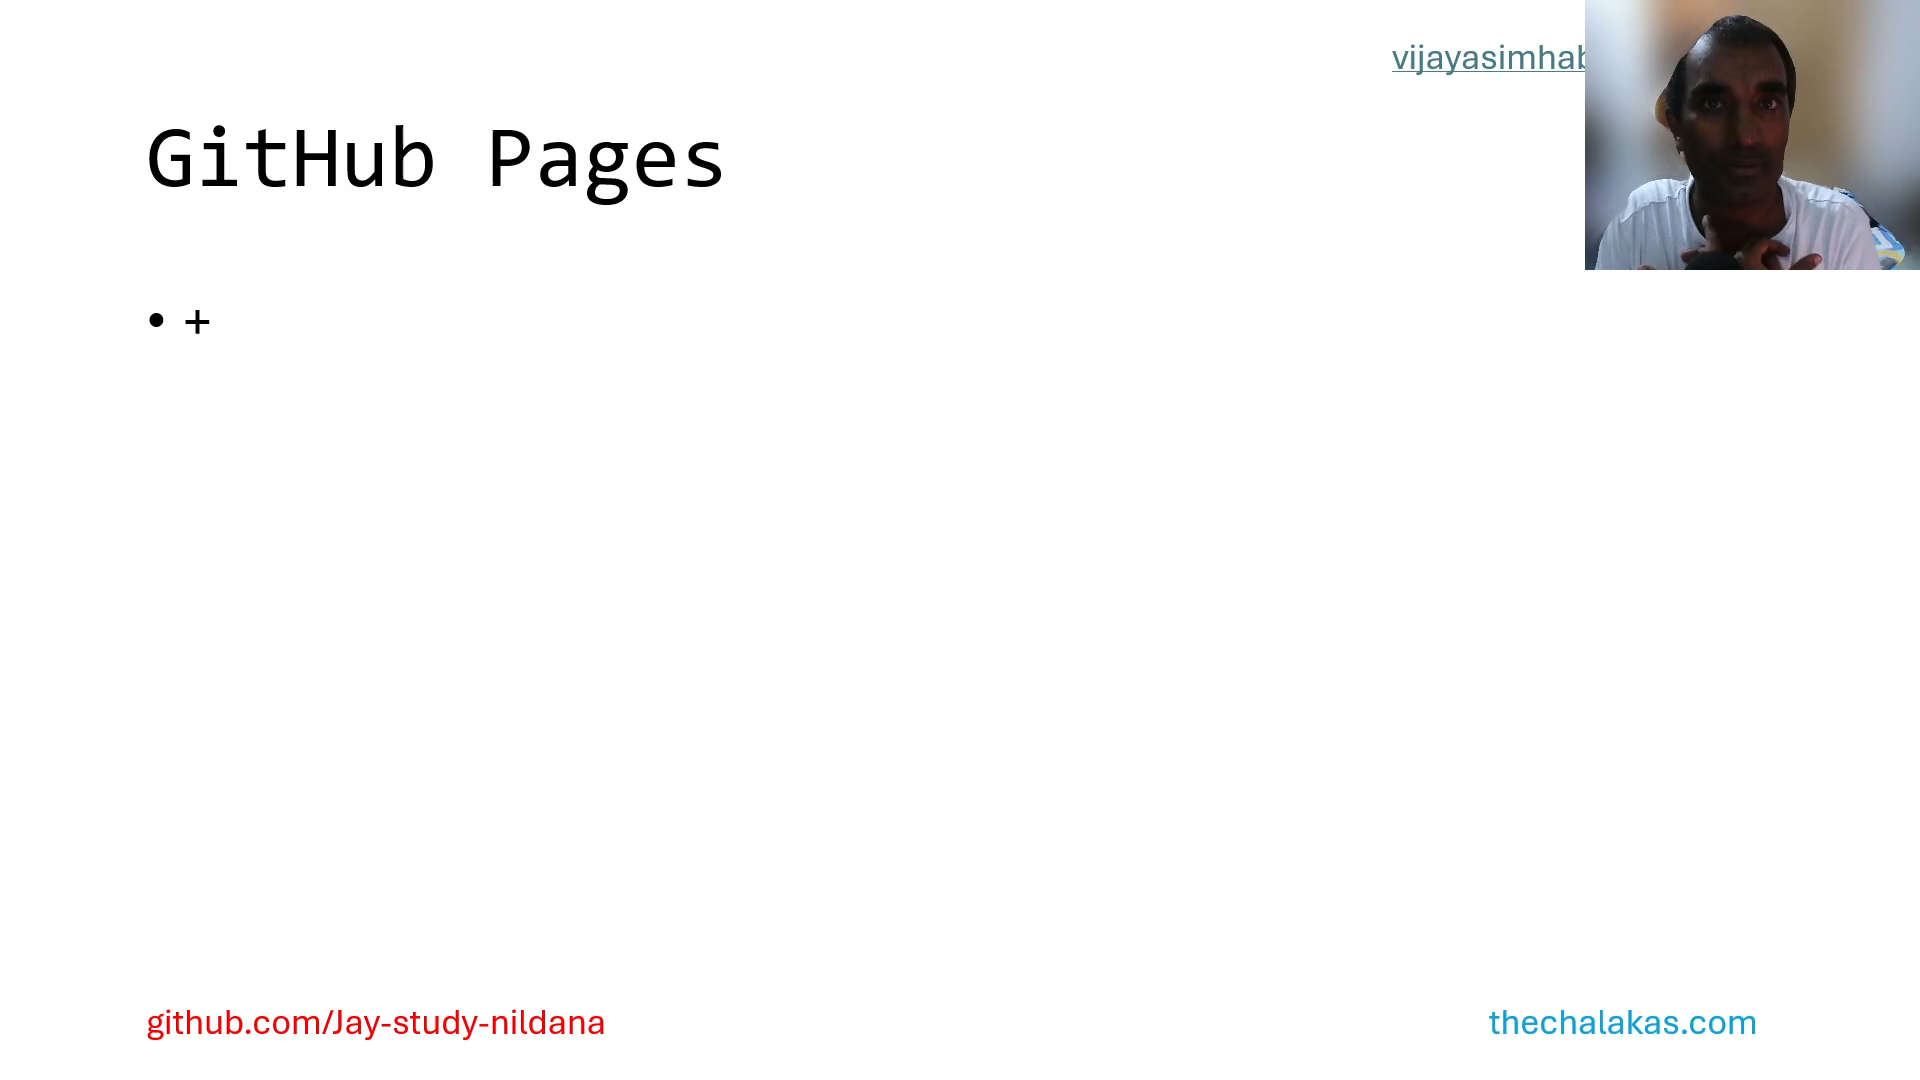 vijayasimhab
GitHub Pages
• +
github.com/Jay-study-nildana
thechalakas.com